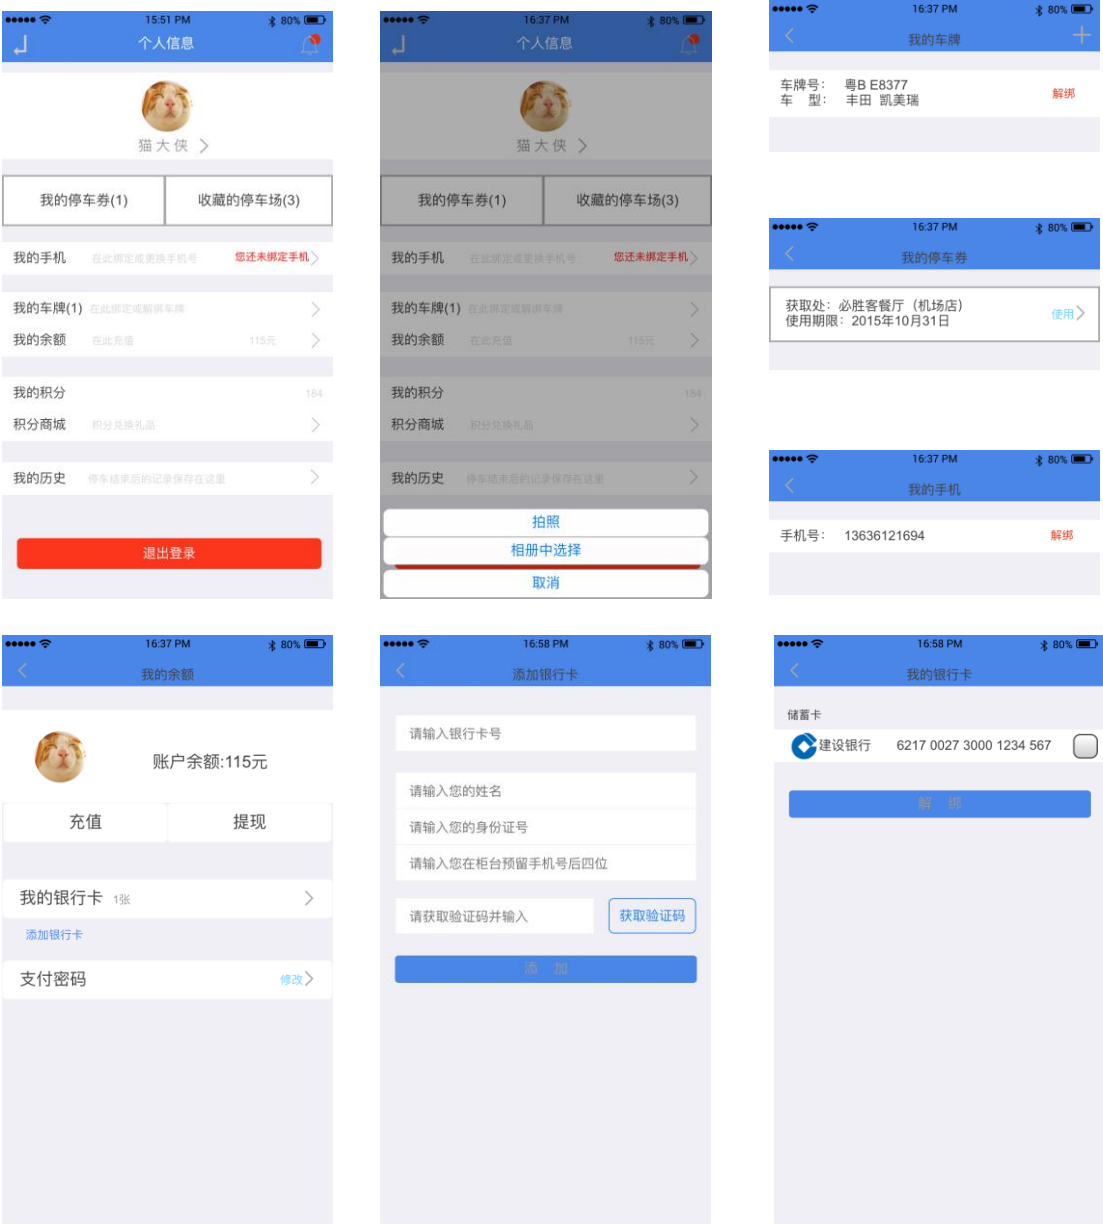 15:51 PM
80%
个人信息
猫大侠
我的停车券(1)
收藏的停车场(3)
我的手机 在此绑定或更换手机号 您还未绑定手机
我的车牌(1) 在此绑定或解绑车牌
我的余额 在此充值 115元
我的积分 184
积分商城 积分兑换礼品
我的历史 停车结束后的记录保存在这里
退出登录
16:37 PM
80%
个人信息
猫大侠
我的停车券(1)
收藏的停车场(3)
我的手机 在此绑定或更换手机号 您还未绑定手机
我的车牌(1) 在此绑定或解绑车牌
我的余额 在此充值 115元
我的积分 184
积分商城 积分兑换礼品
我的历史 停车结束后的记录保存在这里
拍照
相册中选择
取消
16:37 PM
80%
我的车牌
车牌号： 粤B E8377
车 型： 丰田 凯美瑞
解绑
16:37 PM
80%
我的停车券
获取处：必胜客餐厅（机场店）
使用期限：2015年10月31日
使用
16:37 PM
80%
我的手机
手机号： 13636121694 解绑
16:37 PM
80%
我的余额
账户余额:115元
充值
提现
我的银行卡 1张
添加银行卡
支付密码 修改
16:58 PM
80%
添加银行卡
请输入银行卡号
请输入您的姓名
请输入您的身份证号
请输入您在柜台预留手机号后四位
请获取验证码并输入 获取验证码
添 加
16:58 PM
80%
我的银行卡
储蓄卡
建设银行 6217 0027 3000 1234 567
解 绑